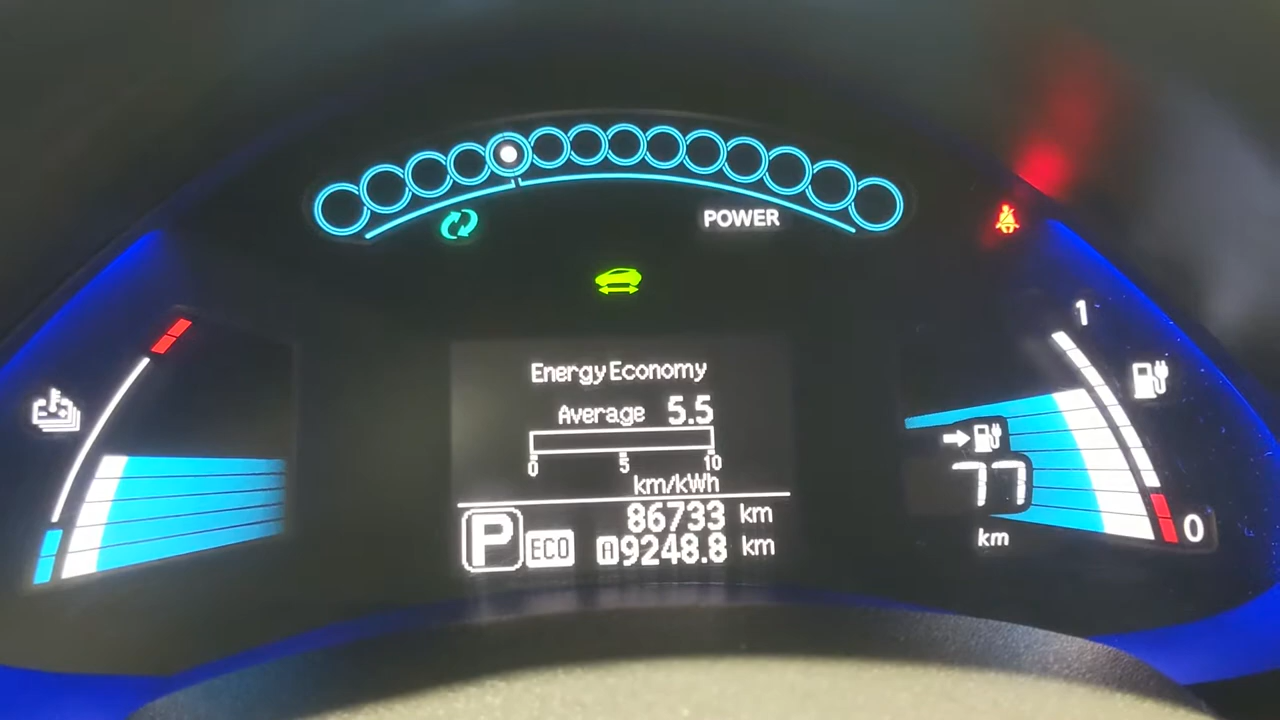 POWER
Energy Economy
Average 5.5
0 5 10
km/kWh
P ECO
86733 km
A 9248.8 km
1
77
km
0